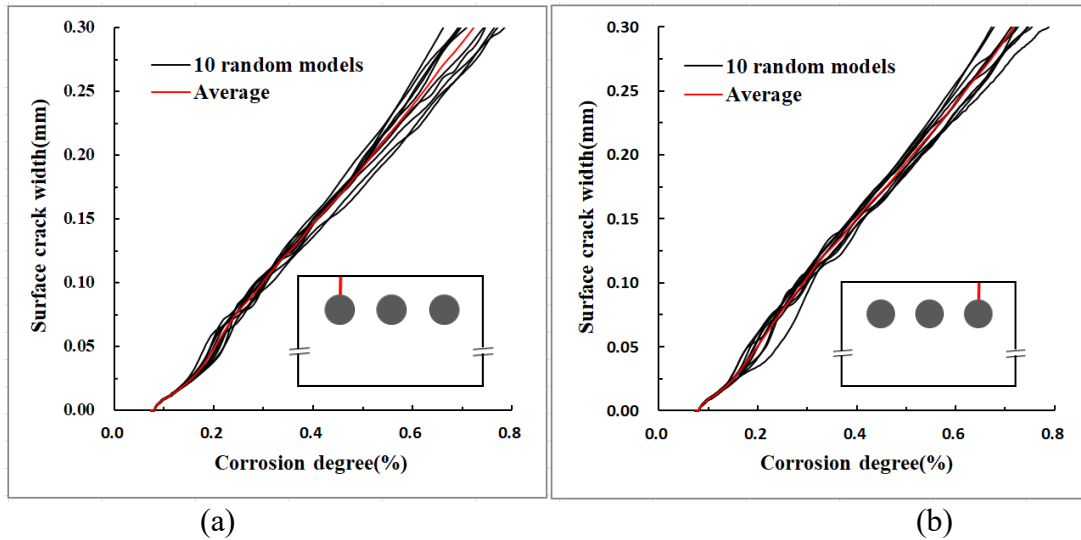 0.30
0.25
0.20
0.15
0.10
0.05
0.00
Surface crack width(mm)
10 random models
Average
0.0 0.2 0.4 0.6 0.8
Corrosion degree(%)
(a)
0.30
0.25
0.20
0.15
0.10
0.05
0.00
Surface crack width(mm)
10 random models
Average
0.0 0.2 0.4 0.6 0.8
Corrosion degree(%)
(b)